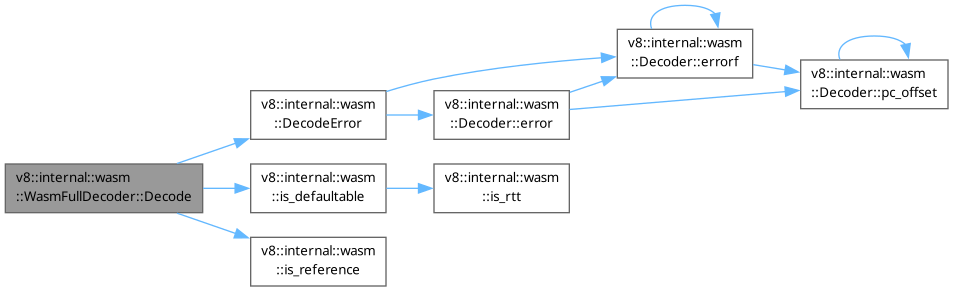 v8::internal::wasm
::WasmFullDecoder::Decode
v8::internal::wasm
::DecodeError
v8::internal::wasm
::is_defaultable
v8::internal::wasm
::is_reference
v8::internal::wasm
::Decoder::error
v8::internal::wasm
::is_rtt
v8::internal::wasm
::Decoder::errorf
v8::internal::wasm
::Decoder::pc_offset